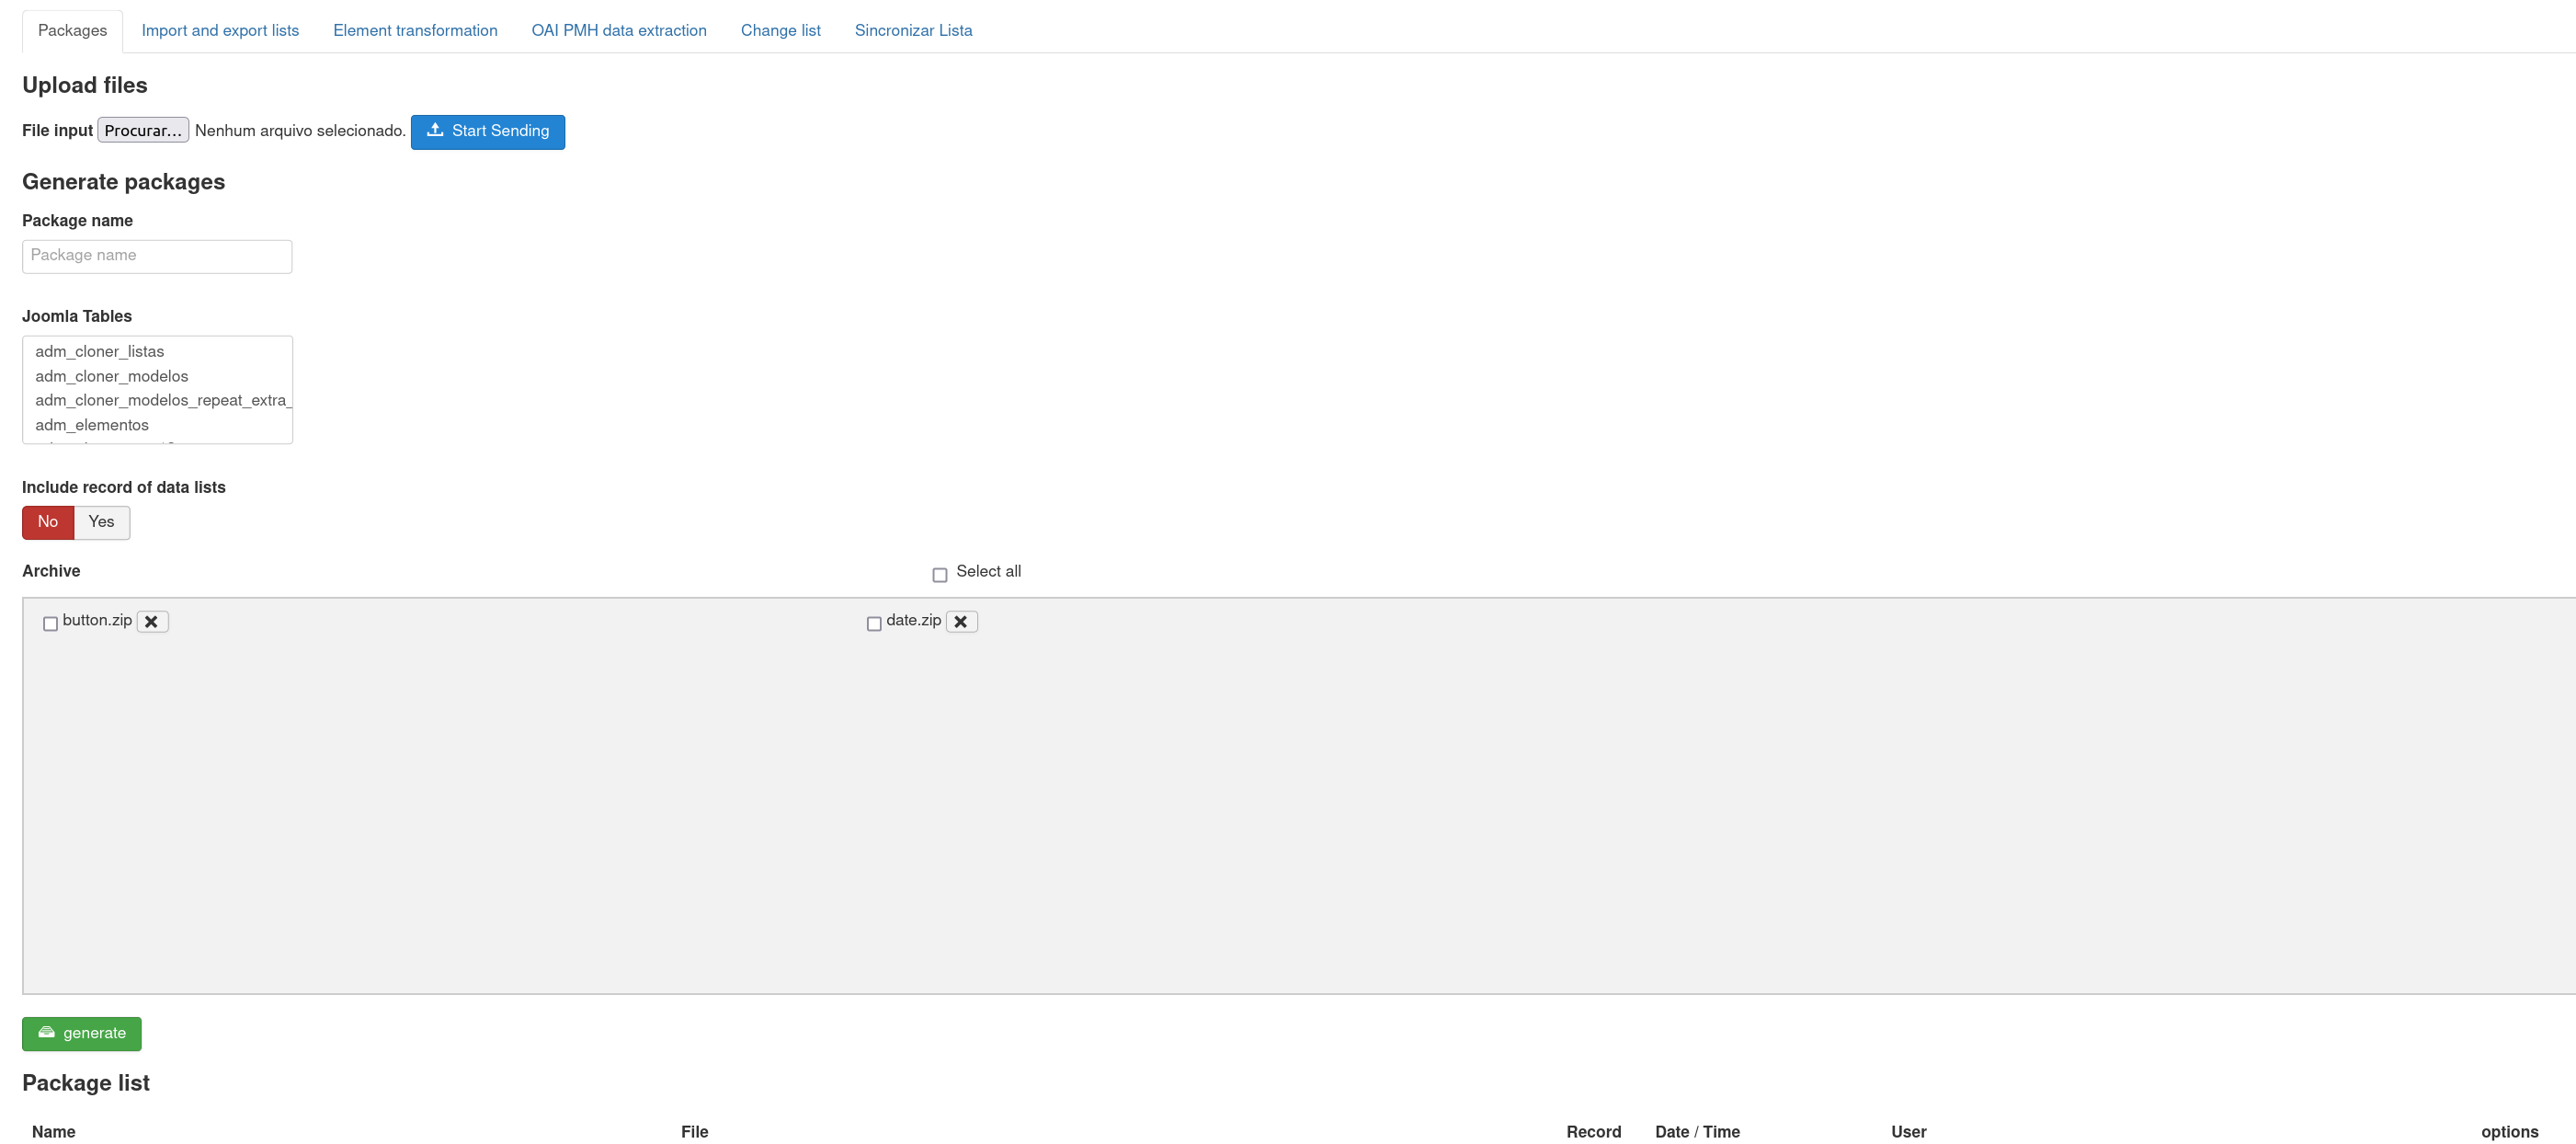 Packages Import and export lists Element transformation OAI PMH data extraction Change list Sincronizar Lista
Upload files
File input Procurar... Nenhum arquivo selecionado. Start Sending
Generate packages
Package name
Package name
Joomla Tables
adm_cloner_listas
adm_cloner_modelos
adm_cloner_modelos_repeat_extra_
adm_elementos
Include record of data lists
No Yes
Archive Select all
button.zip date.zip
generate
Package list
Name File Record Date / Time User options